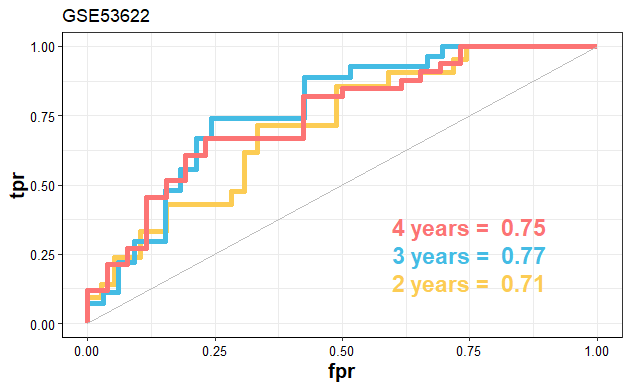 GSE53622
1.00
0.75
0.50
0.25
0.00
tpr
4 years = 0.75
3 years = 0.77
2 years = 0.71
0.00 0.25 0.50 0.75 1.00
fpr